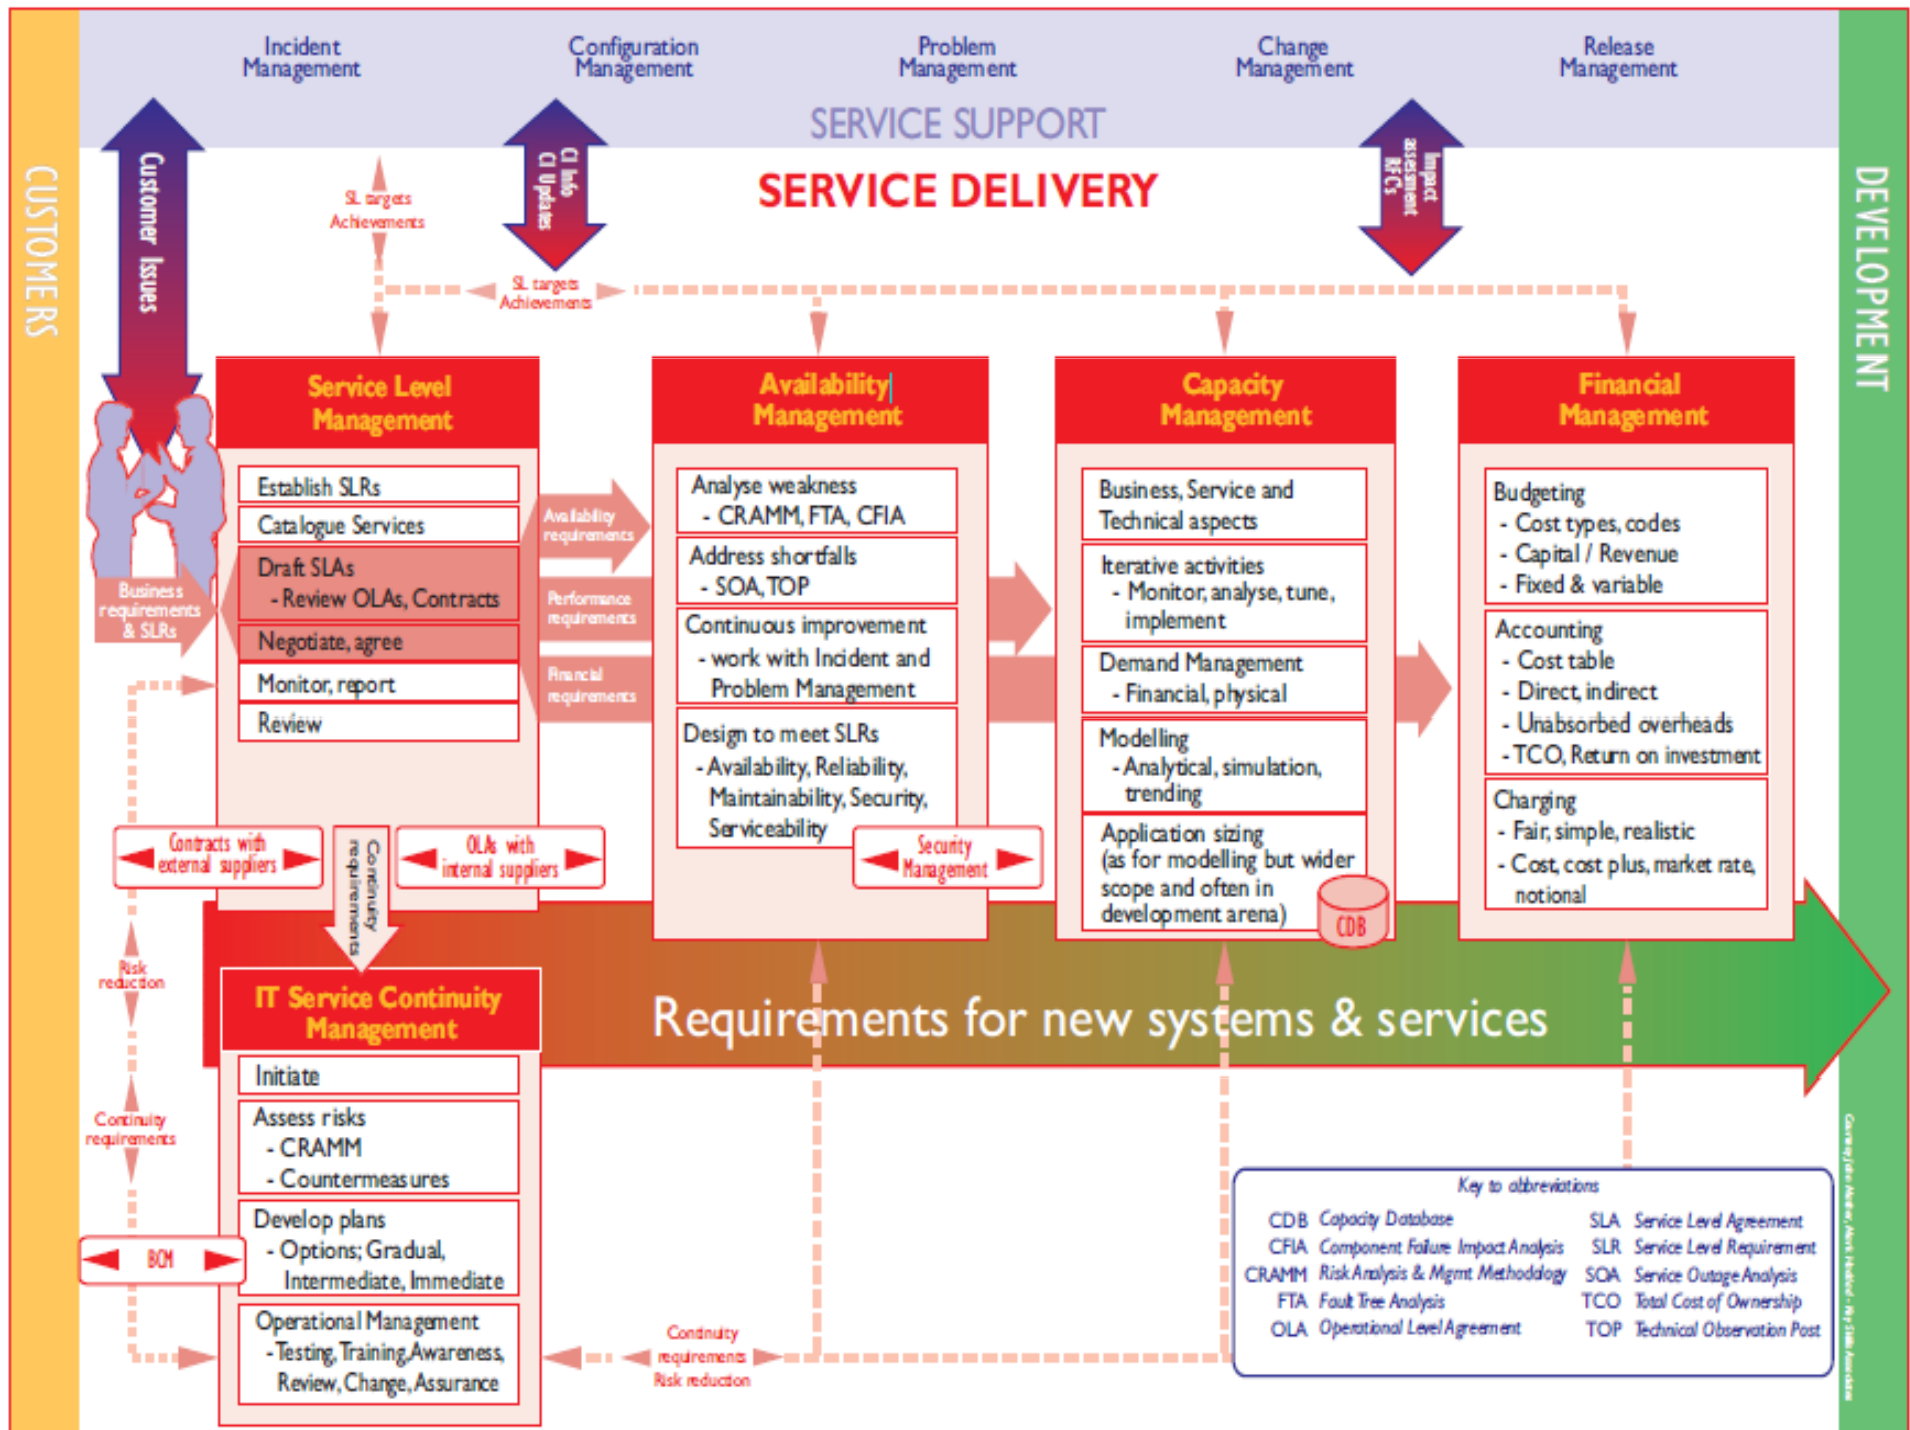 Incident
Management
Configuration
Management
Problem
Management
Change
Management
Release
Management
SERVICE SUPPORT
SERVICE DELIVERY
CUSTOMERS
DEVELOPMENT
Customer Issues
CI Info
CI Updates
Impact
assessment
RFC's
SL targets
Achievements
SL targets
Achievements
Service Level
Management
Establish SLRs
Catalogue Services
Draft SLAs
- Review OLAs, Contracts
Negotiate, agree
Monitor, report
Review
Business
requirements
& SLRs
Availability
requirements
Performance
requirements
Financial
requirements
Availability
Management
Analyse weakness
- CRAMM, FTA, CFIA
Address shortfalls
- SOA, TOP
Continuous improvement
- work with Incident and
Problem Management
Design to meet SLRs
- Availability, Reliability,
Maintainability, Security,
Serviceability
Capacity
Management
Business, Service and
Technical aspects
Iterative activities
- Monitor, analyse, tune,
implement
Demand Management
- Financial, physical
Modelling
- Analytical, simulation,
trending
Application sizing
(as for modelling but wider
scope and often in
development arena)
CDB
Financial
Management
Budgeting
- Cost types, codes
- Capital / Revenue
- Fixed & variable
Accounting
- Cost table
- Direct, indirect
- Unabsorbed overheads
- TCO, Return on investment
Charging
- Fair, simple, realistic
- Cost, cost plus, market rate,
notional
Contracts with
external suppliers
Continuity
requirements
OLAs with
internal suppliers
Security
Management
Requirements for new systems & services
Risk
reduction
Continuity
requirements
IT Service Continuity
Management
Initiate
Assess risks
- CRAMM
- Countermeasures
Develop plans
- Options; Gradual,
Intermediate, Immediate
Operational Management
- Testing, Training, Awareness,
Review, Change, Assurance
BCM
Continuity
requirements
Risk reduction
Key to abbreviations
CDB Capacity Database
CFIA Component Failure Impact Analysis
CRAMM Risk Analysis & Mgmt Methodology
FTA Fault Tree Analysis
OLA Operational Level Agreement
SLA Service Level Agreement
SLR Service Level Requirement
SOA Service Outage Analysis
TCO Total Cost of Ownership
TOP Technical Observation Post